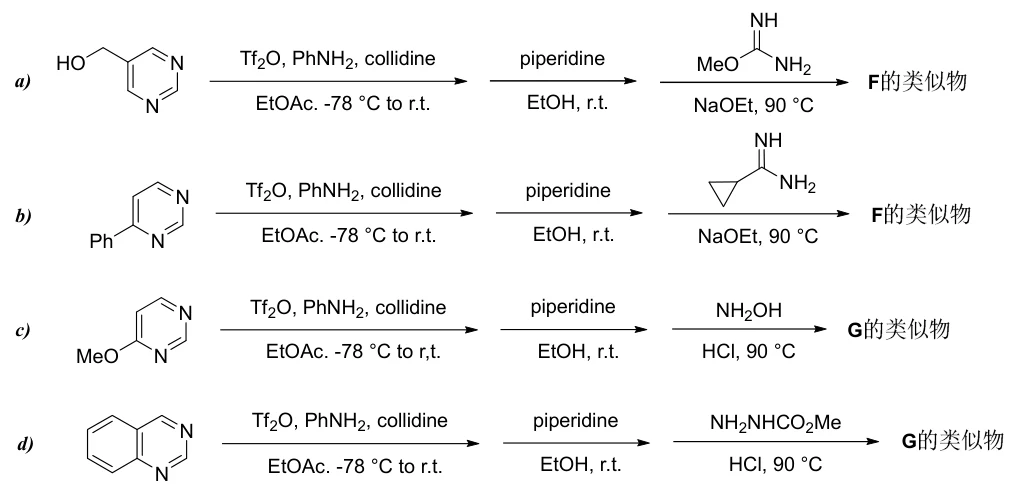 a) HO N N Tf2O, PhNH2, collidine EtOAc. -78 °C to r.t. piperidine EtOH, r.t. NH MeO NH2 NaOEt, 90 °C F的类似物
b) Ph N N Tf2O, PhNH2, collidine EtOAc. -78 °C to r.t. piperidine EtOH, r.t. NH NH2 NaOEt, 90 °C F的类似物
c) MeO N N Tf2O, PhNH2, collidine EtOAc. -78 °C to r,t. piperidine EtOH, r.t. NH2OH HCl, 90 °C G的类似物
d) N N Tf2O, PhNH2, collidine EtOAc. -78 °C to r.t. piperidine EtOH, r.t. NH2NHCO2Me HCl, 90 °C G的类似物